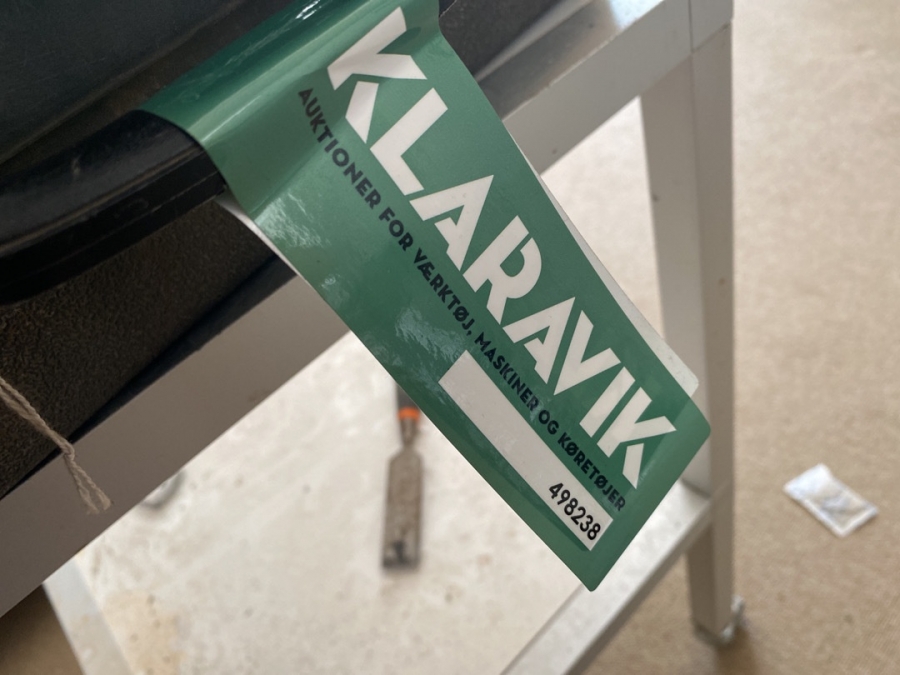 KLARAVIK
AUKTIONER FOR VÆRKTØJ, MASKINER OG KØRETØJER
498238